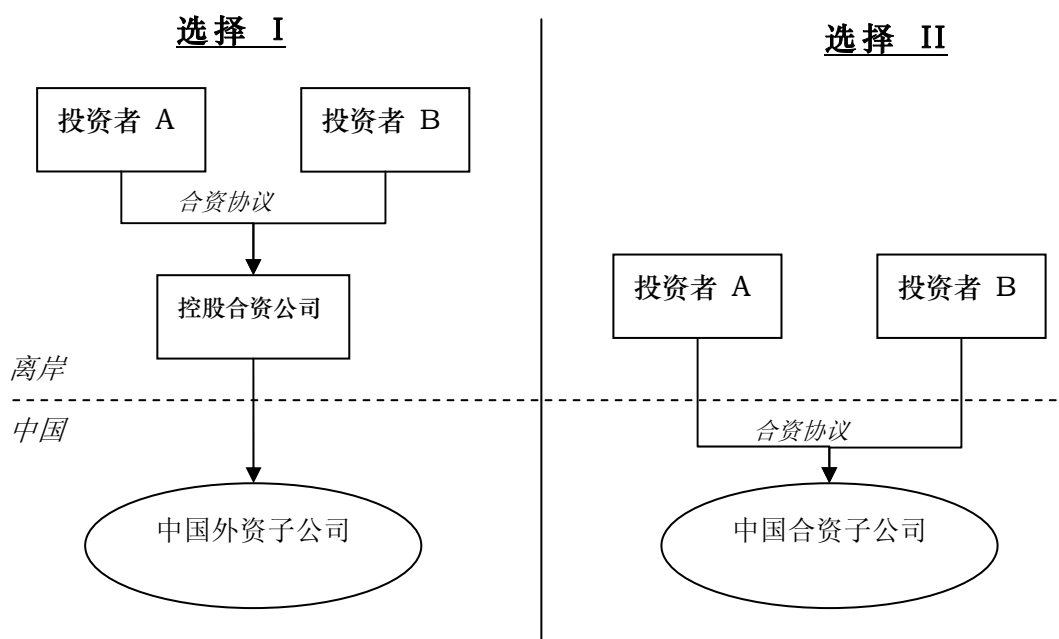 选择 I
投资者 A
投资者 B
合资协议
控股合资公司
离岸
中国
中国外资子公司
选择 II
投资者 A
投资者 B
合资协议
中国合资子公司